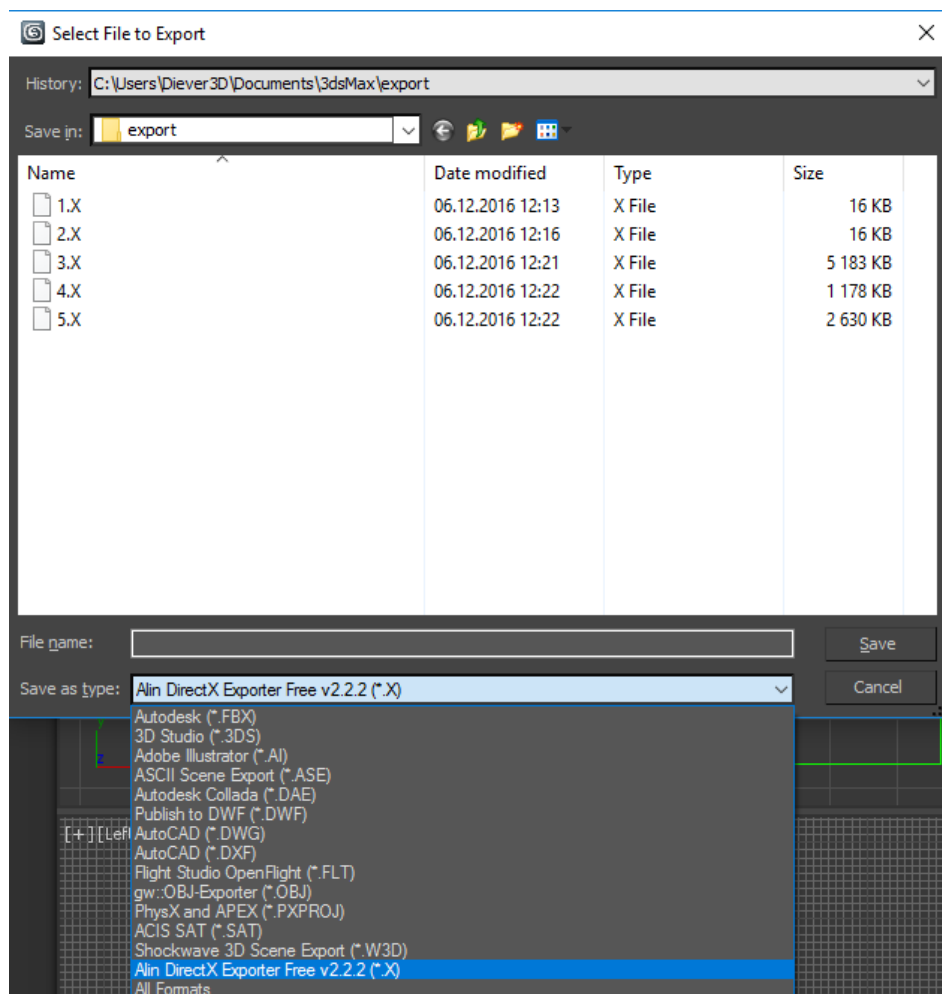 Select File to Export
History: C:\Users\Diever3D\Documents\3dsMax\export
Save in: export
Name Date modified Type Size
1.X 06.12.2016 12:13 X File 16 KB
2.X 06.12.2016 12:16 X File 16 KB
3.X 06.12.2016 12:21 X File 5 183 KB
4.X 06.12.2016 12:22 X File 1 178 KB
5.X 06.12.2016 12:22 X File 2 630 KB
File name: Save
Save as type: Alin DirectX Exporter Free v2.2.2 (*.X) Cancel
Autodesk (*.FBX)
y
3D Studio (*.3DS)
z Adobe Illustrator (*.AI)
ASCII Scene Export (*.ASE)
Autodesk Collada (*.DAE)
Publish to DWF (*.DWF)
[+][Left AutoCAD (*.DWG)
AutoCAD (*.DXF)
Flight Studio OpenFlight (*.FLT)
gw::OBJ-Exporter (*.OBJ)
PhysX and APEX (*.PXPROJ)
ACIS SAT (*.SAT)
Shockwave 3D Scene Export (*.W3D)
Alin DirectX Exporter Free v2.2.2 (*.X)
All Formats